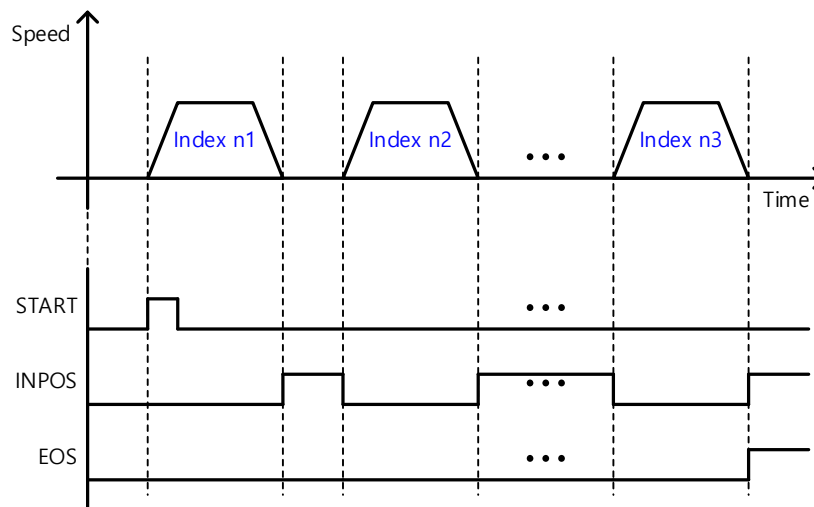 Speed
Index n1
Index n2
Index n3
Time
START
INPOS
EOS